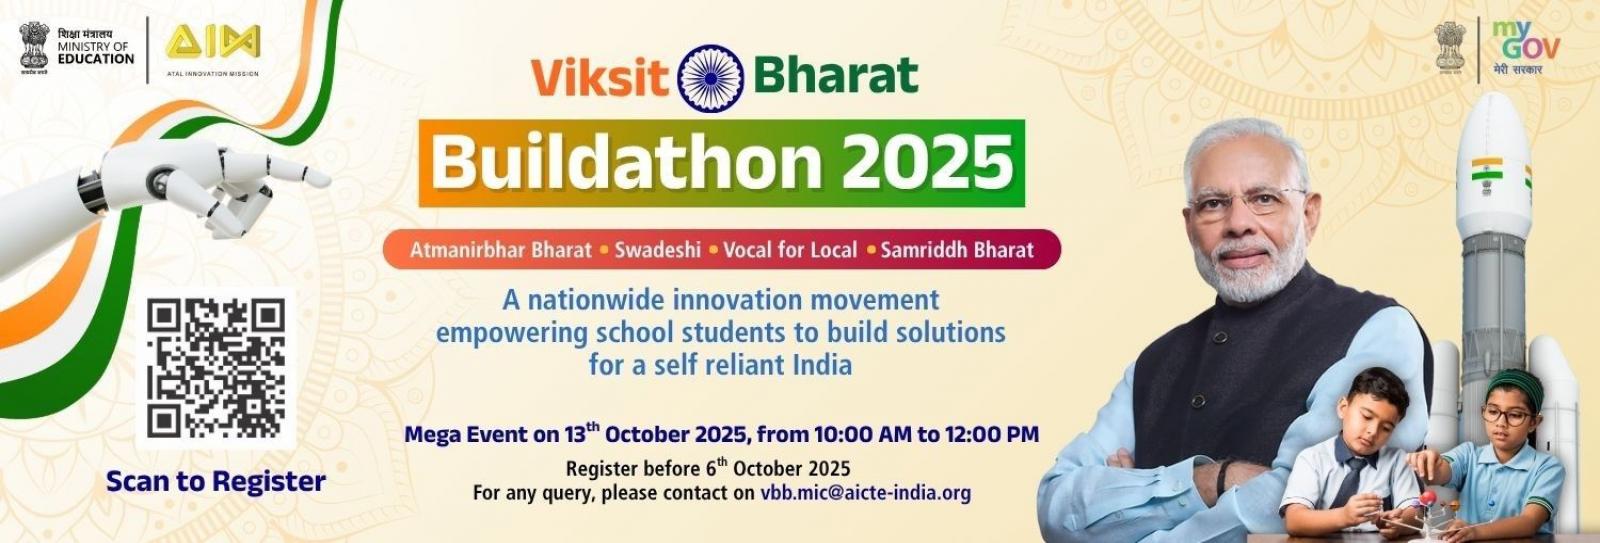 शिक्षा मंत्रालय
MINISTRY OF
EDUCATION
AIM
ATAL INNOVATION MISSION
my
GOV
मेरी सरकार
Viksit Bharat
Buildathon 2025
Atmanirbhar Bharat • Swadeshi • Vocal for Local • Samriddh Bharat
A nationwide innovation movement
empowering school students to build solutions
for a self reliant India
Mega Event on 13th October 2025, from 10:00 AM to 12:00 PM
Register before 6th October 2025
For any query, please contact on vbb.mic@aicte-india.org
Scan to Register